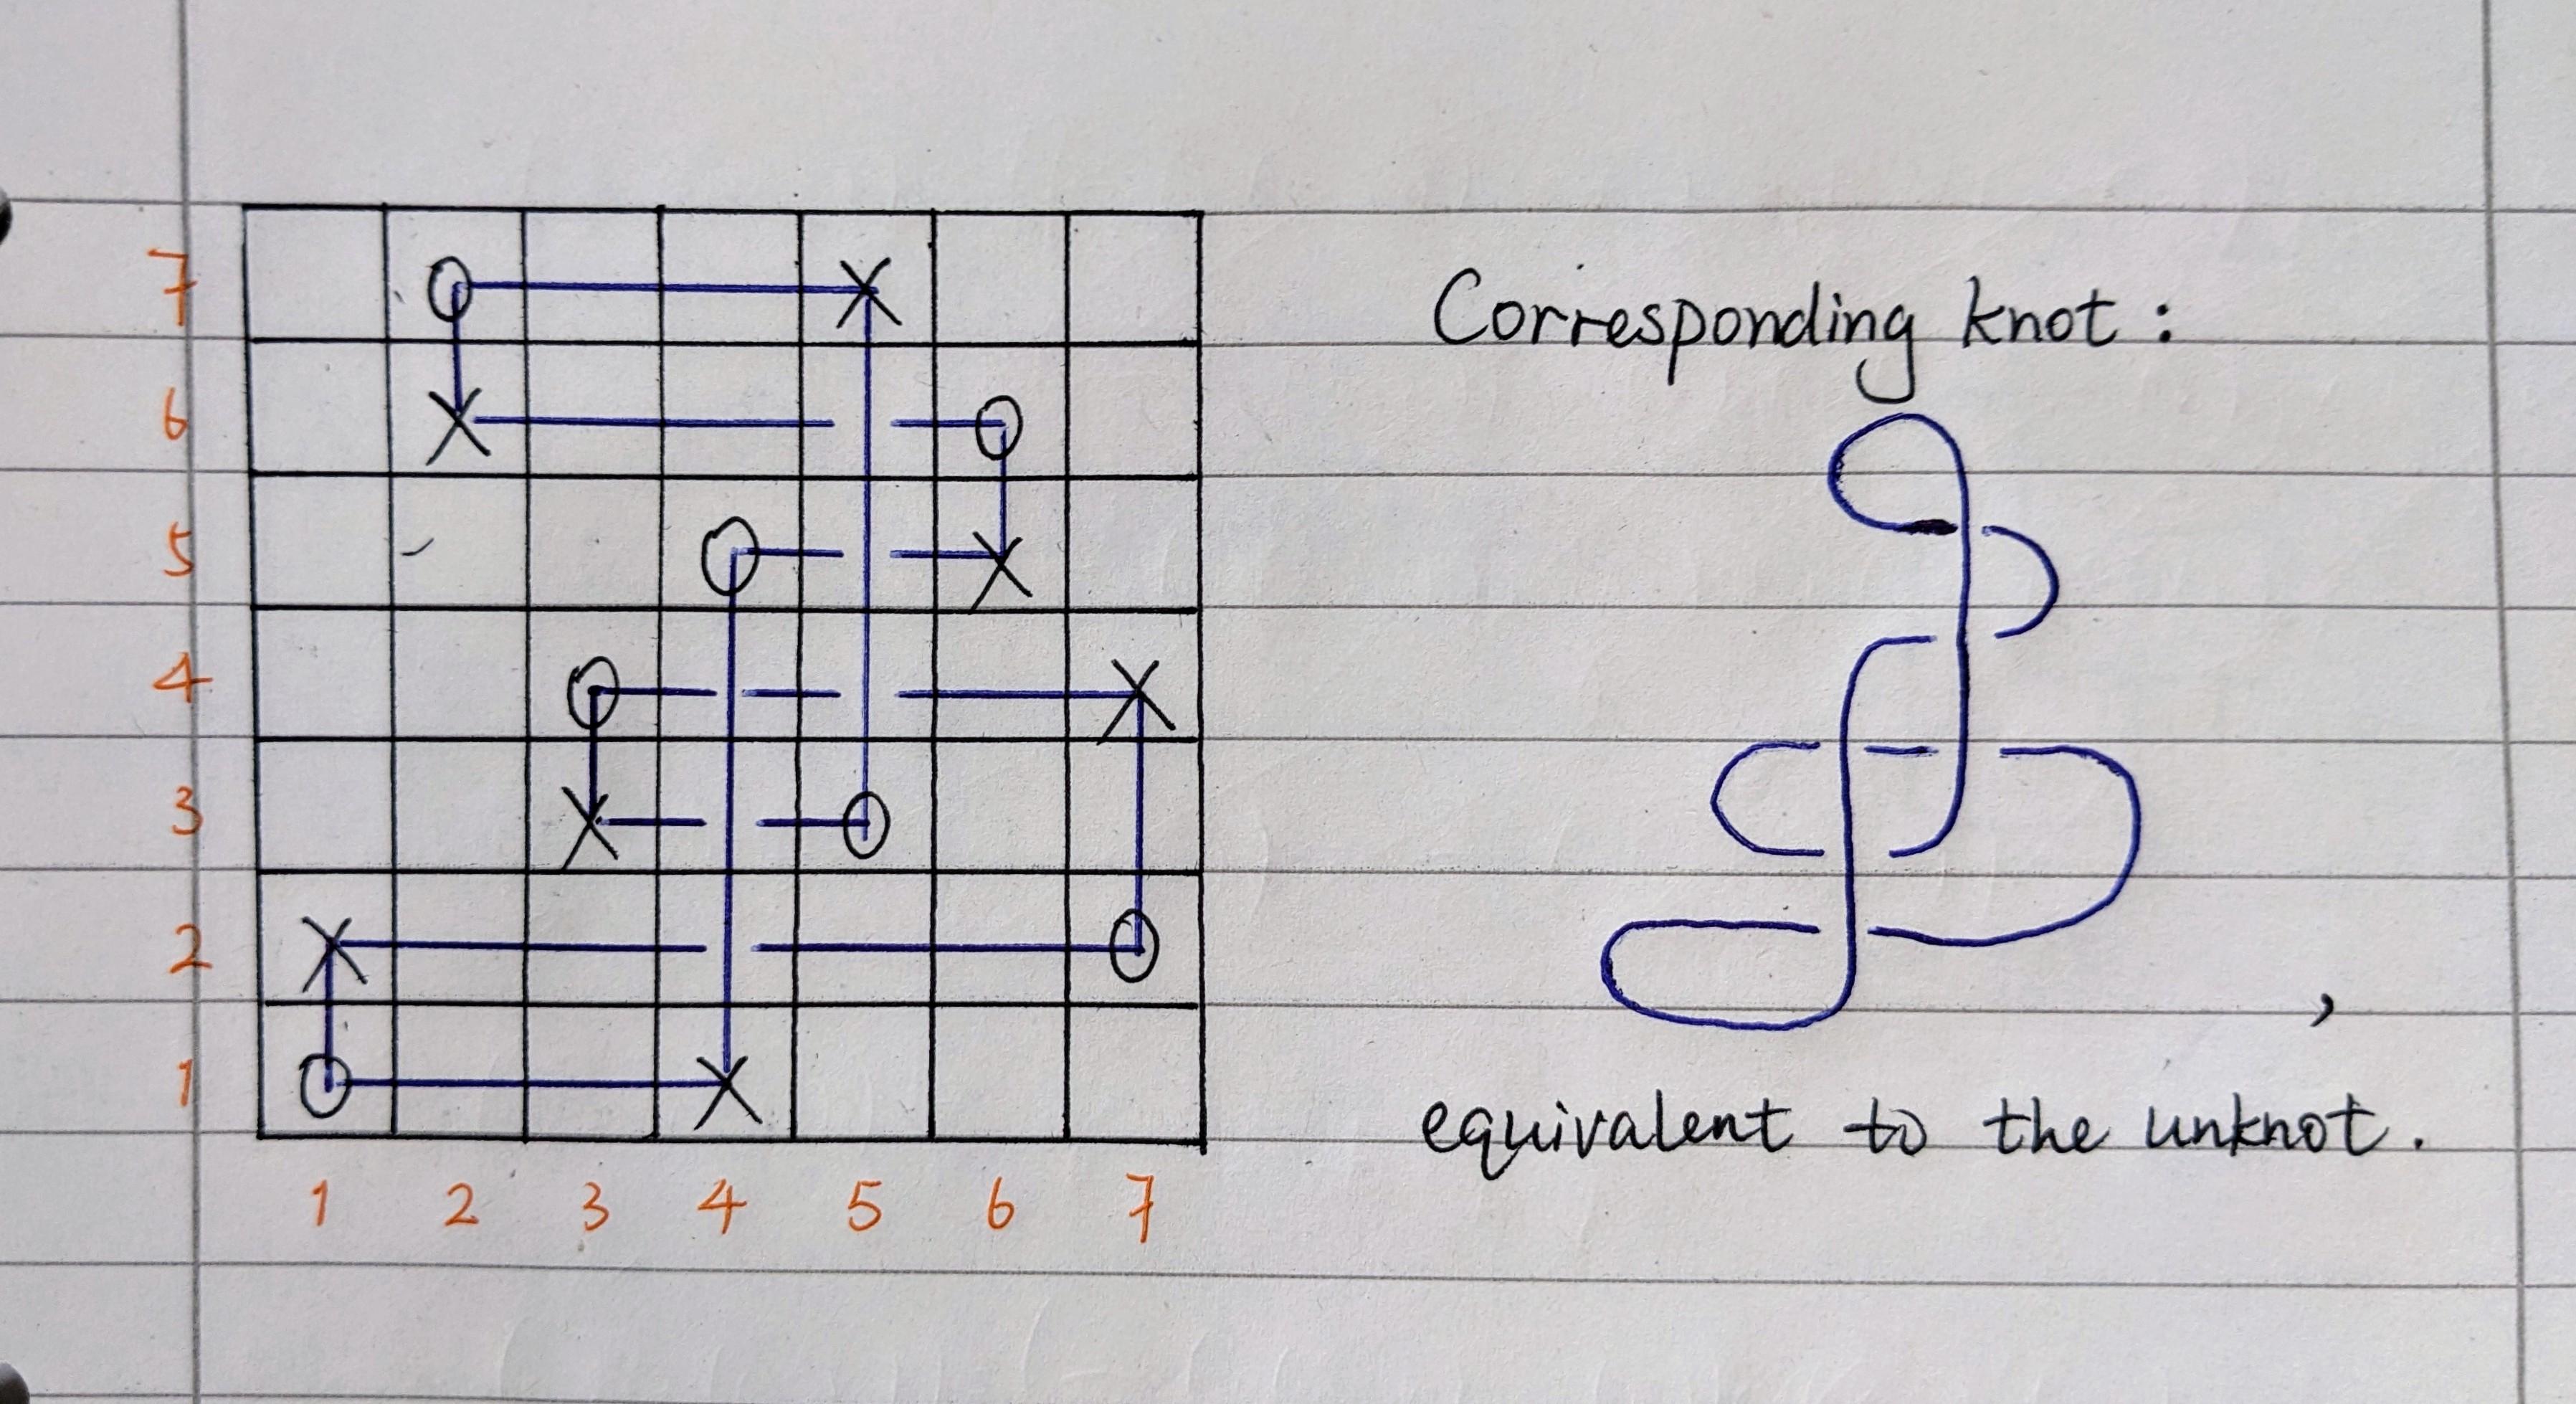 7 O X
Corresponding knot :
6 X O
5 O X
4 O X
3 X O
2 X O
,
1 O X
equivalent to the unknot.
1 2 3 4 5 6 7